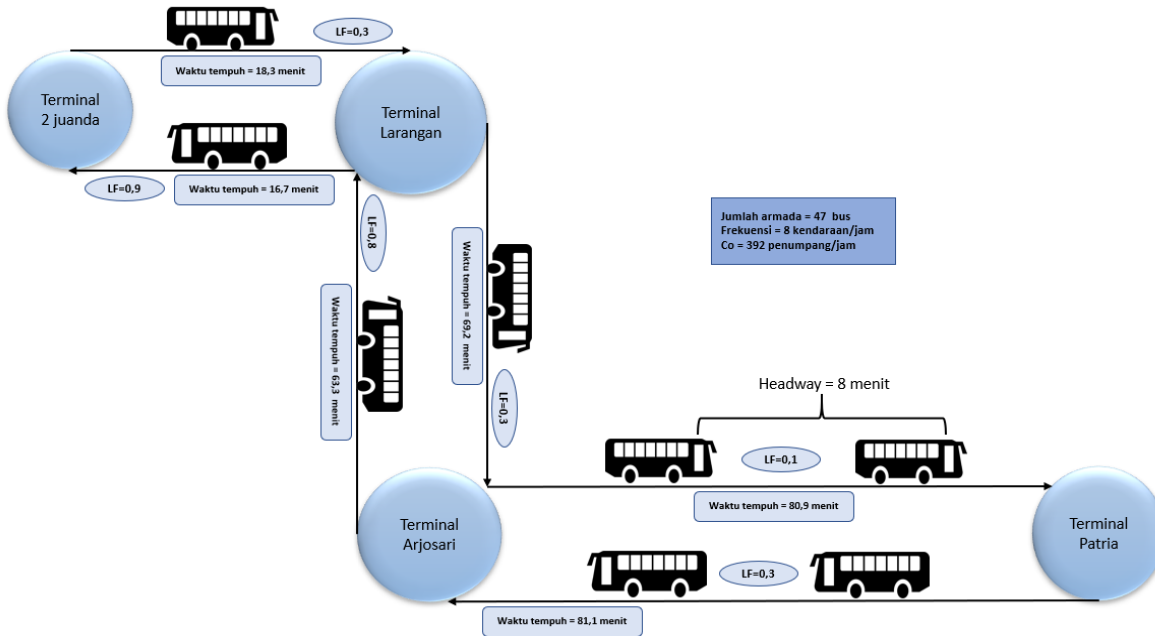 LF=0,3
Waktu tempuh = 18,3 menit
Terminal
2 juanda
Terminal
Larangan
LF=0,9
Waktu tempuh = 16,7 menit
LF=0,8
Waktu tempuh = 63,3 menit
Waktu tempuh = 69,2 menit
LF=0,3
Jumlah armada = 47 bus
Frekuensi = 8 kendaraan/jam
Co = 392 penumpang/jam
Headway = 8 menit
LF=0,1
Waktu tempuh = 80,9 menit
Terminal
Arjosari
Terminal
Patria
LF=0,3
Waktu tempuh = 81,1 menit